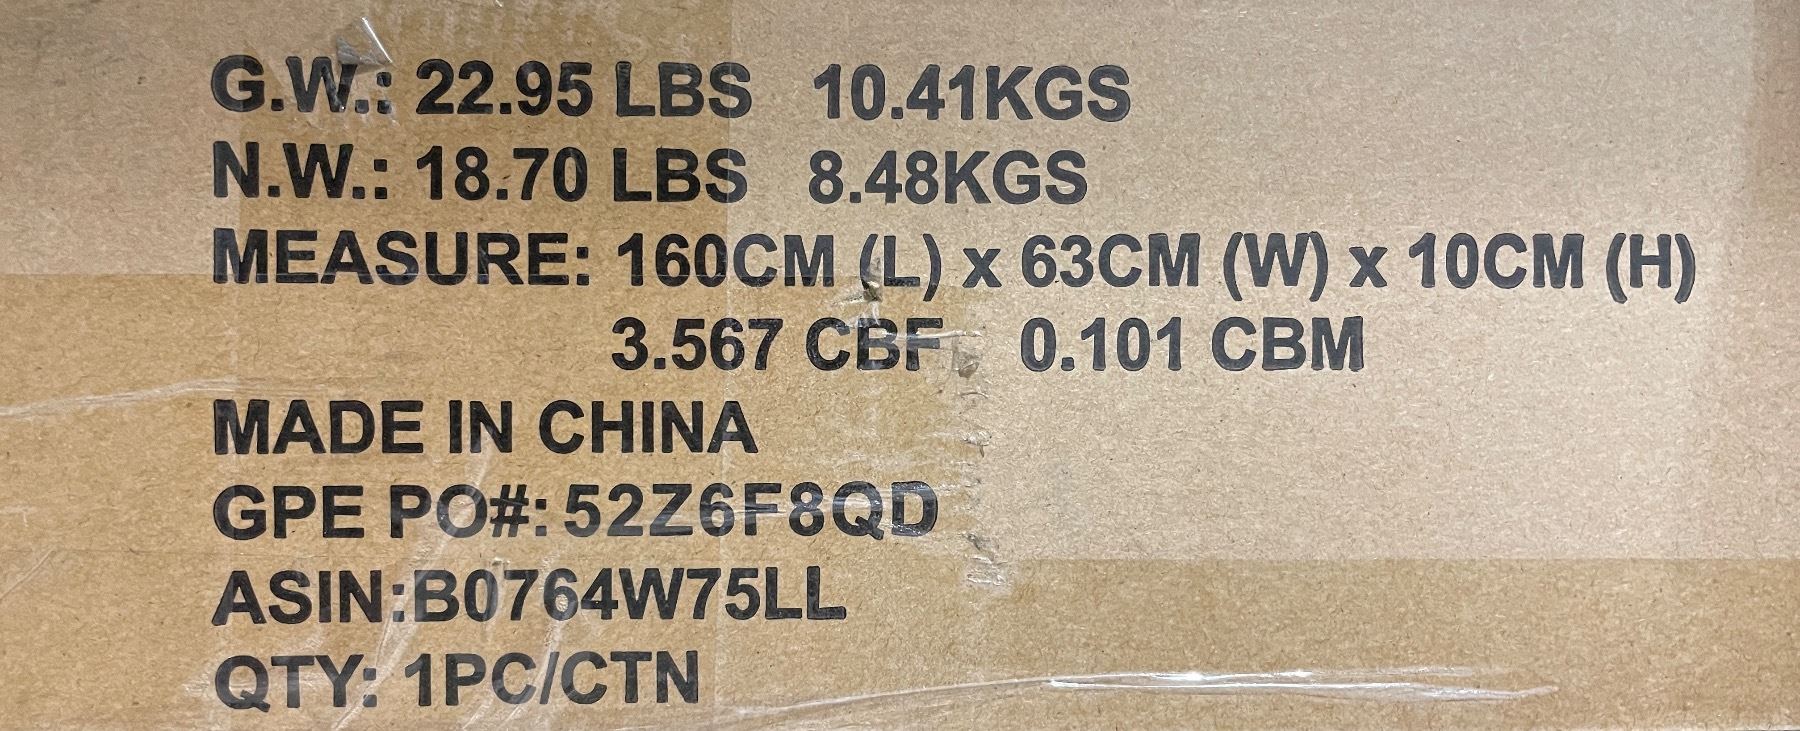 G.W.: 22.95 LBS 10.41KGS
N.W.: 18.70 LBS 8.48KGS
MEASURE: 160CM (L) x 63CM (W) x 10CM (H)
3.567 CBF 0.101 CBM
MADE IN CHINA
GPE PO#: 52Z6F8QD
ASIN:B0764W75LL
QTY: 1PC/CTN